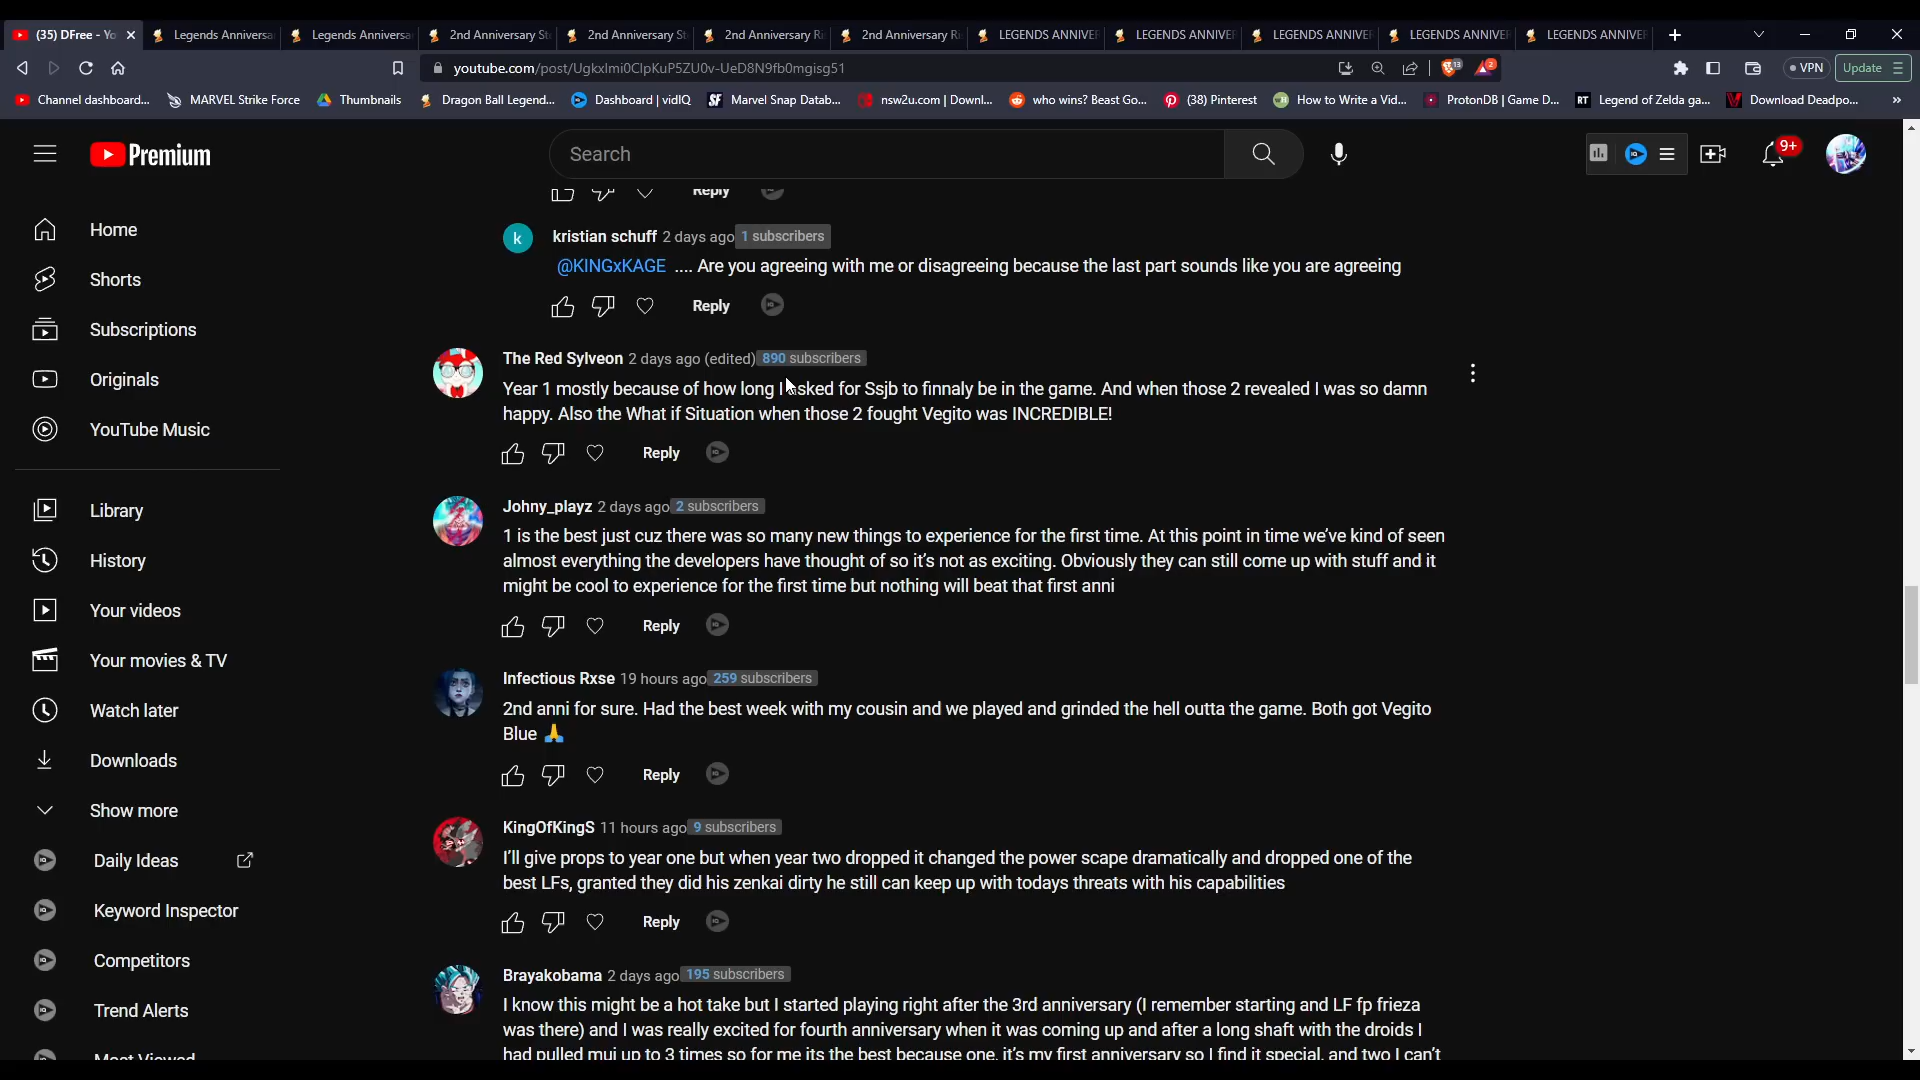 (35) DFree - Yo
Legends Anniversa
Legends Anniversa
2nd Anniversary St
2nd Anniversary St
2nd Anniversary Ri
2nd Anniversary Ri
LEGENDS ANNIVER
LEGENDS ANNIVER
LEGENDS ANNIVER
LEGENDS ANNIVER
LEGENDS ANNIVE
youtube.com/post/UgkxImi0ClpKuP5ZU0v-UeD8N9fb0mgisg51
13
2
VPN
Update
Channel dashboard...
MARVEL Strike Force
Thumbnails
Dragon Ball Legend...
Dashboard | vidIQ
Marvel Snap Datab...
nsw2u.com | Downl...
who wins? Beast Go...
(38) Pinterest
How to Write a Vid...
ProtonDB | Game D...
Legend of Zelda ga...
Download Deadpo...
»
Premium
Search
9+
Home
Shorts
Subscriptions
Originals
YouTube Music
Library
History
Your videos
Your movies & TV
Watch later
Downloads
Show more
Daily Ideas
Keyword Inspector
Competitors
Trend Alerts
Most Viewed
Reply
k
kristian schuff 2 days ago 1 subscribers
@KINGxKAGE .... Are you agreeing with me or disagreeing because the last part sounds like you are agreeing
Reply
The Red Sylveon 2 days ago (edited) 890 subscribers
Year 1 mostly because of how long I asked for Ssjb to finnaly be in the game. And when those 2 revealed I was so damn
happy. Also the What if Situation when those 2 fought Vegito was INCREDIBLE!
Reply
Johny_playz 2 days ago 2 subscribers
1 is the best just cuz there was so many new things to experience for the first time. At this point in time we've kind of seen
almost everything the developers have thought of so it's not as exciting. Obviously they can still come up with stuff and it
might be cool to experience for the first time but nothing will beat that first anni
Reply
Infectious Rxse 19 hours ago 259 subscribers
2nd anni for sure. Had the best week with my cousin and we played and grinded the hell outta the game. Both got Vegito
Blue 🙏
Reply
KingOfKingS 11 hours ago 9 subscribers
I'll give props to year one but when year two dropped it changed the power scape dramatically and dropped one of the
best LFs, granted they did his zenkai dirty he still can keep up with todays threats with his capabilities
Reply
Brayakobama 2 days ago 195 subscribers
I know this might be a hot take but I started playing right after the 3rd anniversary (I remember starting and LF fp frieza
was there) and I was really excited for fourth anniversary when it was coming up and after a long shaft with the droids I
had pulled mui up to 3 times so for me its the best because one, it's my first anniversary so I find it special, and two I can't